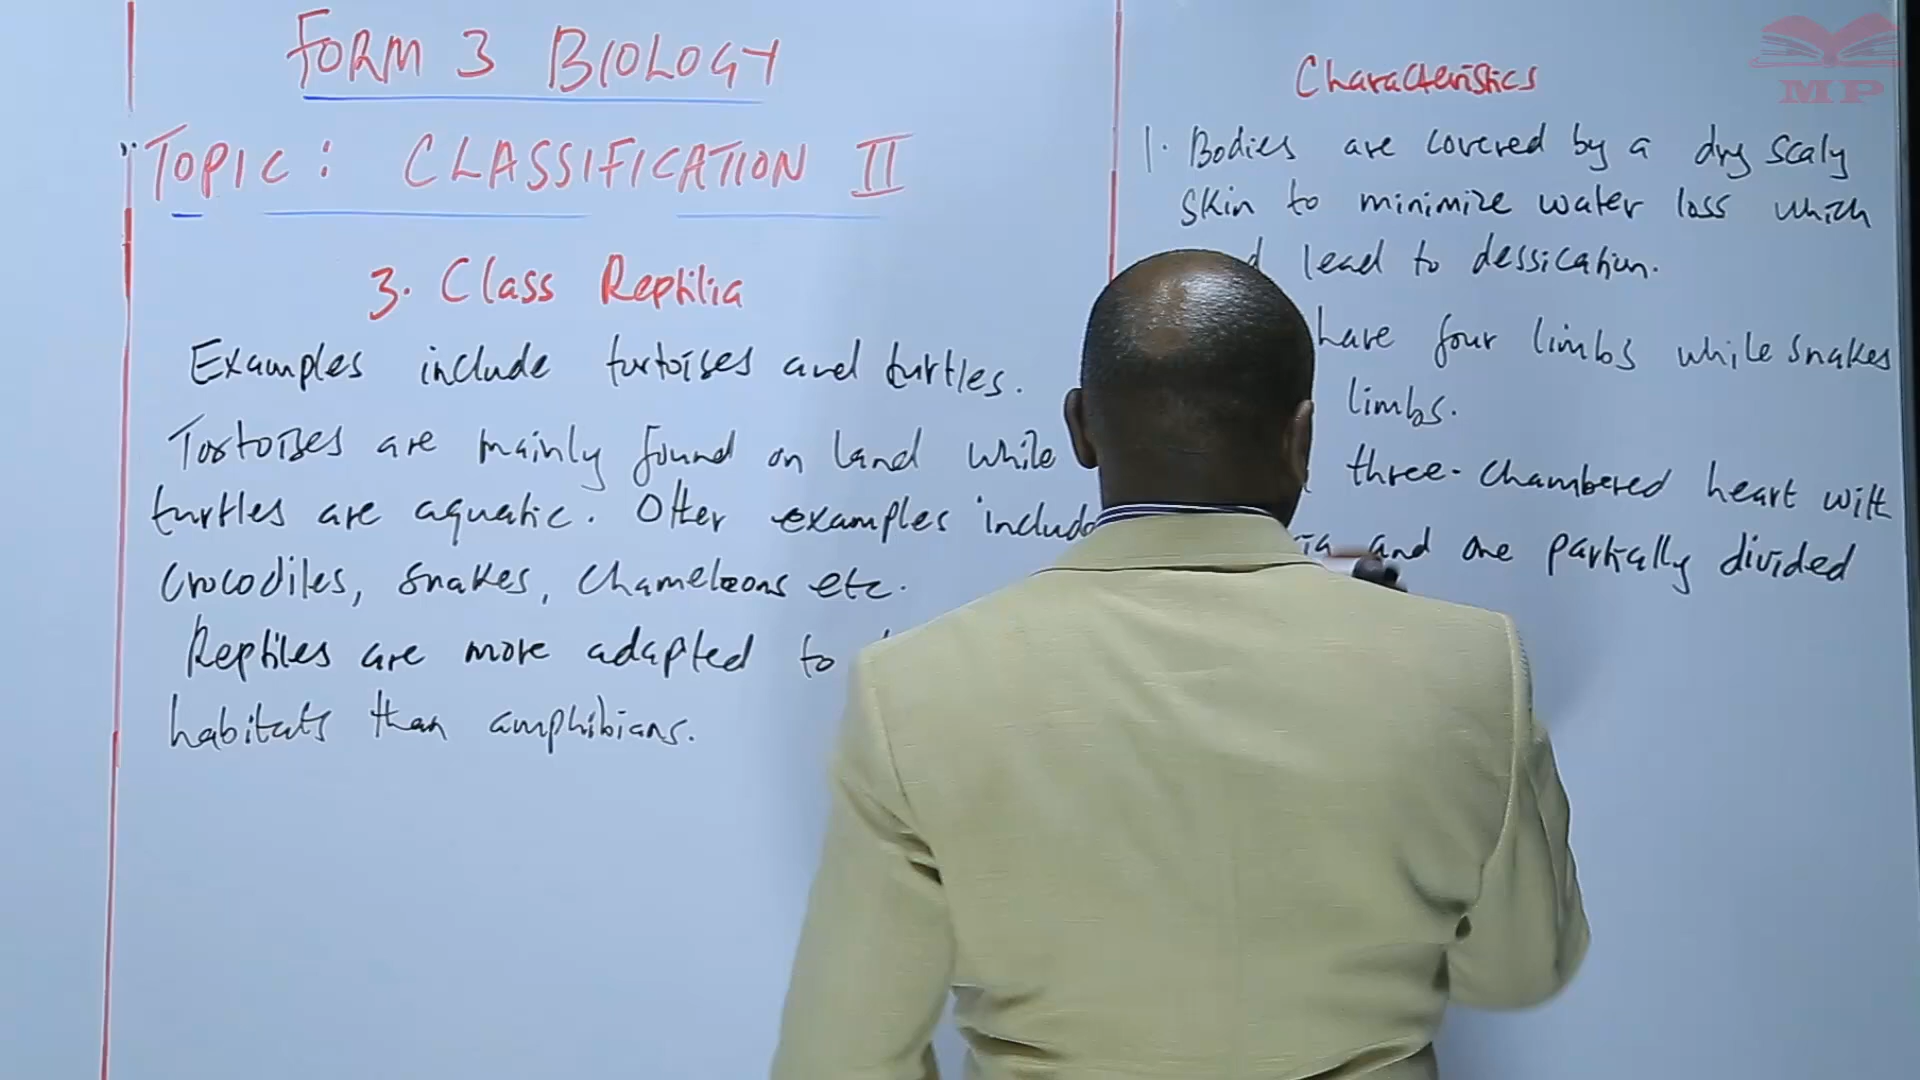 FORM 3 BIOLOGY
TOPIC: CLASSIFICATION II
3. Class Reptilia
Examples include tortoises and turtles.
Tortoises are mainly found on land while
turtles are aquatic. Other examples include
Crocodiles, snakes, chameleons etc.
Reptiles are more adapted to
habitats than amphibians.
Characteristics
1. Bodies are covered by a dry scaly
skin to minimize water loss which
lead to dessication.
have four limbs while snakes
limbs.
three-chambered heart with
and one partially divided
MP